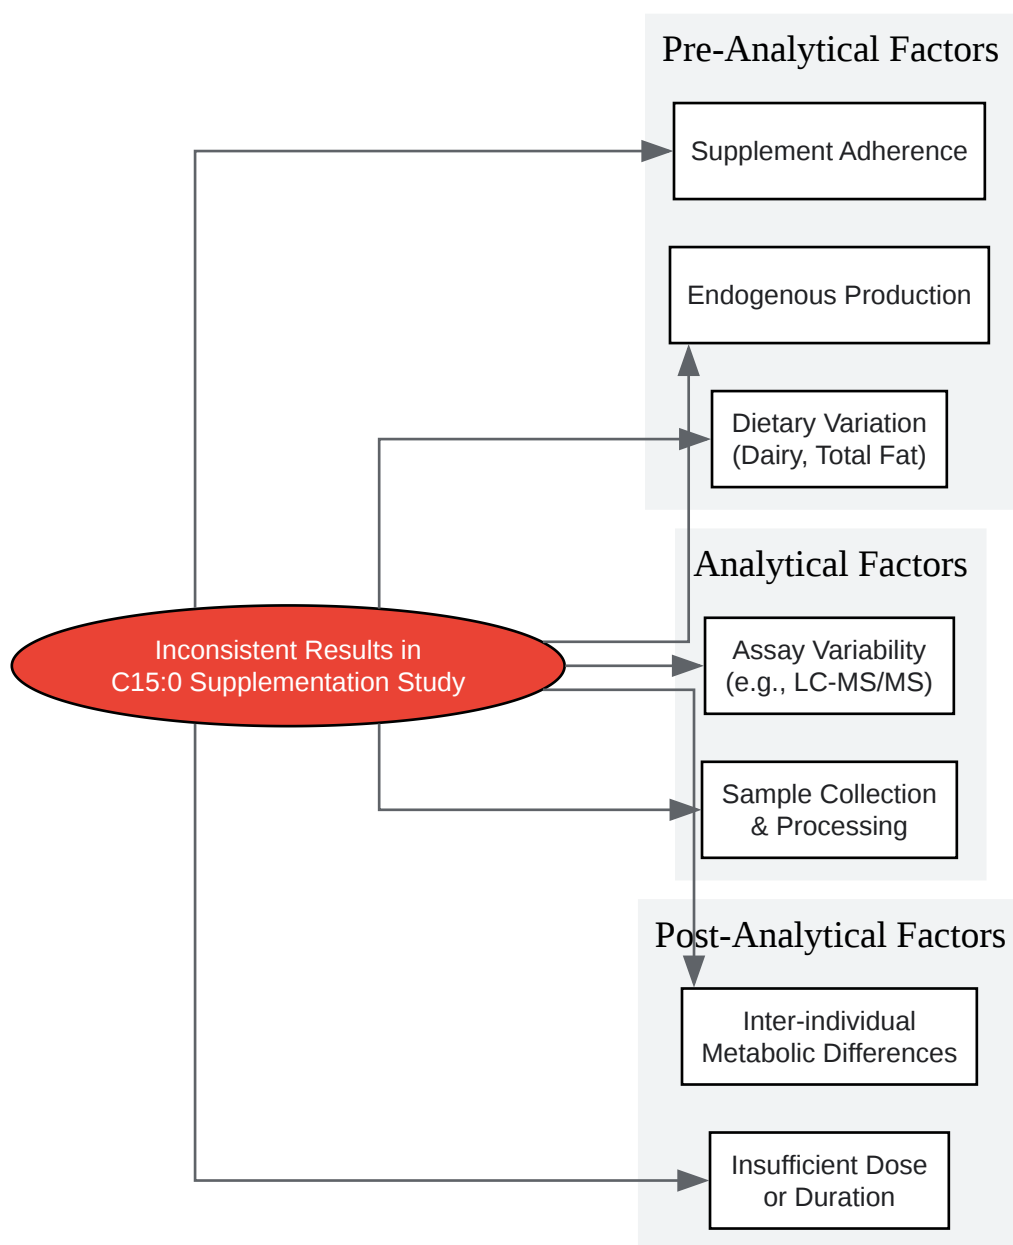 Pre-Analytical Factors
Supplement Adherence
Endogenous Production
Dietary Variation
(Dairy, Total Fat)
Analytical Factors
Inconsistent Results in
C15:0 Supplementation Study
Assay Variability
(e.g., LC-MS/MS)
Sample Collection
& Processing
Post-Analytical Factors
Inter-individual
Metabolic Differences
Insufficient Dose
or Duration